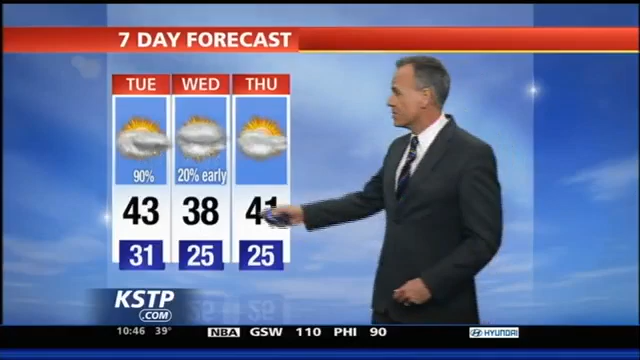 7 DAY FORECAST
TUE WED THU
90% 20% early
43 38 41
31 25 25
KSTP
.COM
10:46 39° NBA GSW 110 PHI 90 HYUNDAI